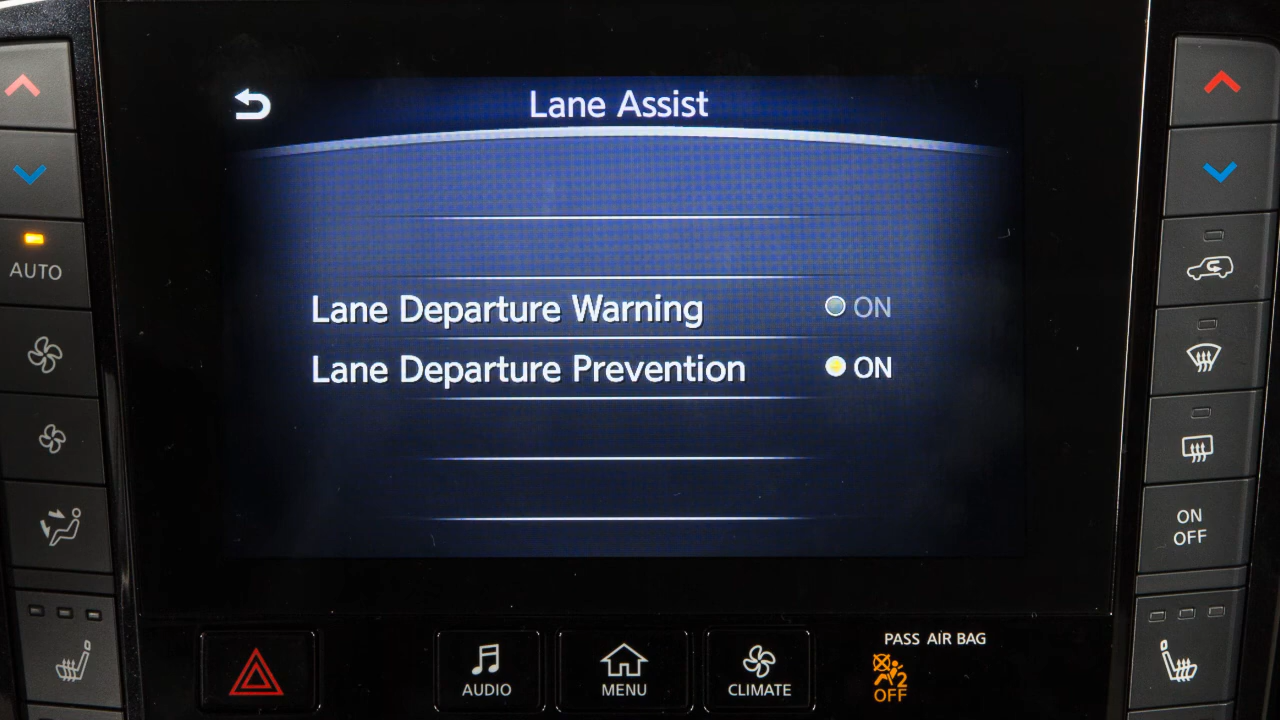 Lane Assist
AUTO
Lane Departure Warning ON
Lane Departure Prevention ON
ON
OFF
PASS AIR BAG
2
OFF
AUDIO
MENU
CLIMATE